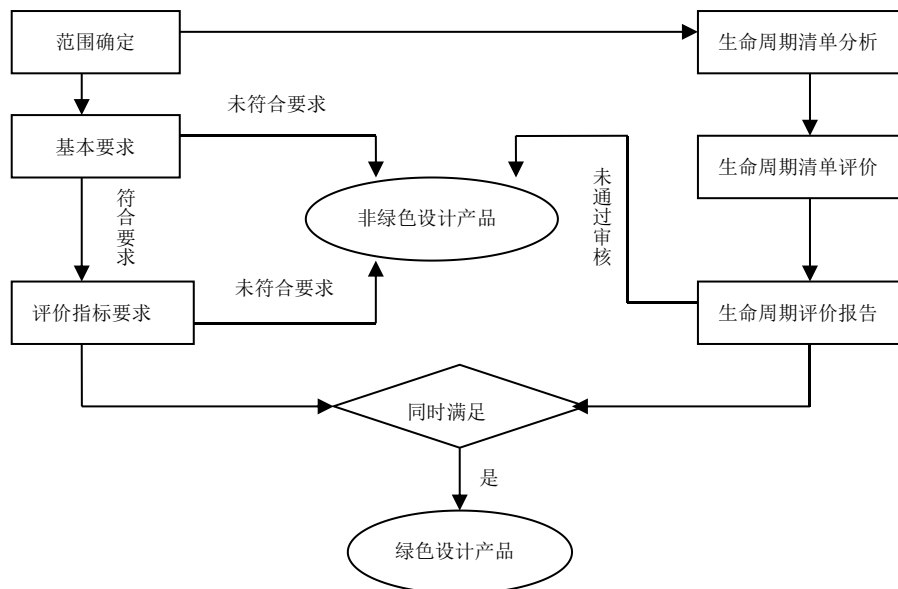 范围确定
生命周期清单分析
未符合要求
基本要求
生命周期清单评价
符合要求
未通过审核
非绿色设计产品
未符合要求
评价指标要求
生命周期评价报告
同时满足
是
绿色设计产品